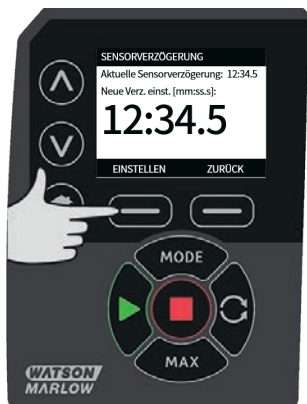 SENSORVERZÖGERUNG
Aktuelle Sensorverzögerung: 12:34.5
Neue Verz. einst. [mm:ss.s]:
12:34.5
EINSTELLEN ZURÜCK
MODE
MAX
WATSON
MARLOW